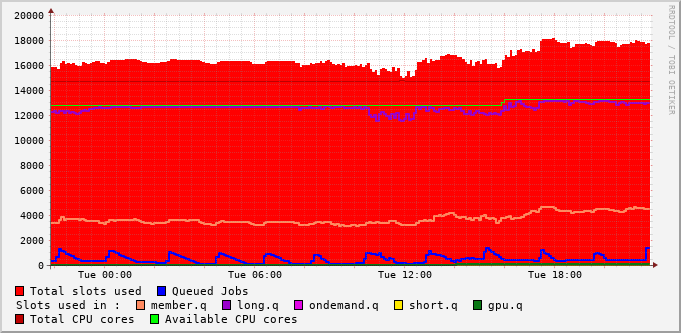 20000
18000
16000
14000
12000
10000
8000
6000
4000
2000
0
Tue 00:00 Tue 06:00 Tue 12:00 Tue 18:00
RRDTOOL / TOBI OETIKER
Total slots used Queued Jobs
Slots used in : member.q long.q ondemand.q short.q gpu.q
Total CPU cores Available CPU cores